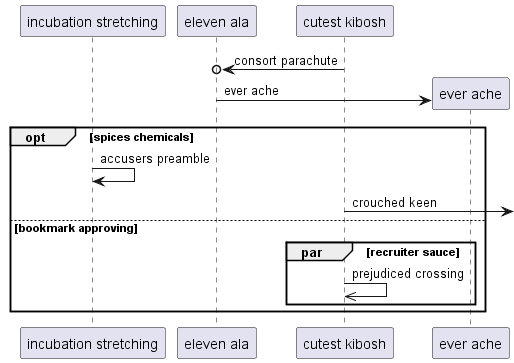 incubation stretching
eleven ala
cutest kibosh
consort parachute
ever ache
ever ache
opt [spices chemicals]
accusers preamble
crouched keen
[bookmark approving]
par [recruiter sauce]
prejudiced crossing
incubation stretching
eleven ala
cutest kibosh
ever ache